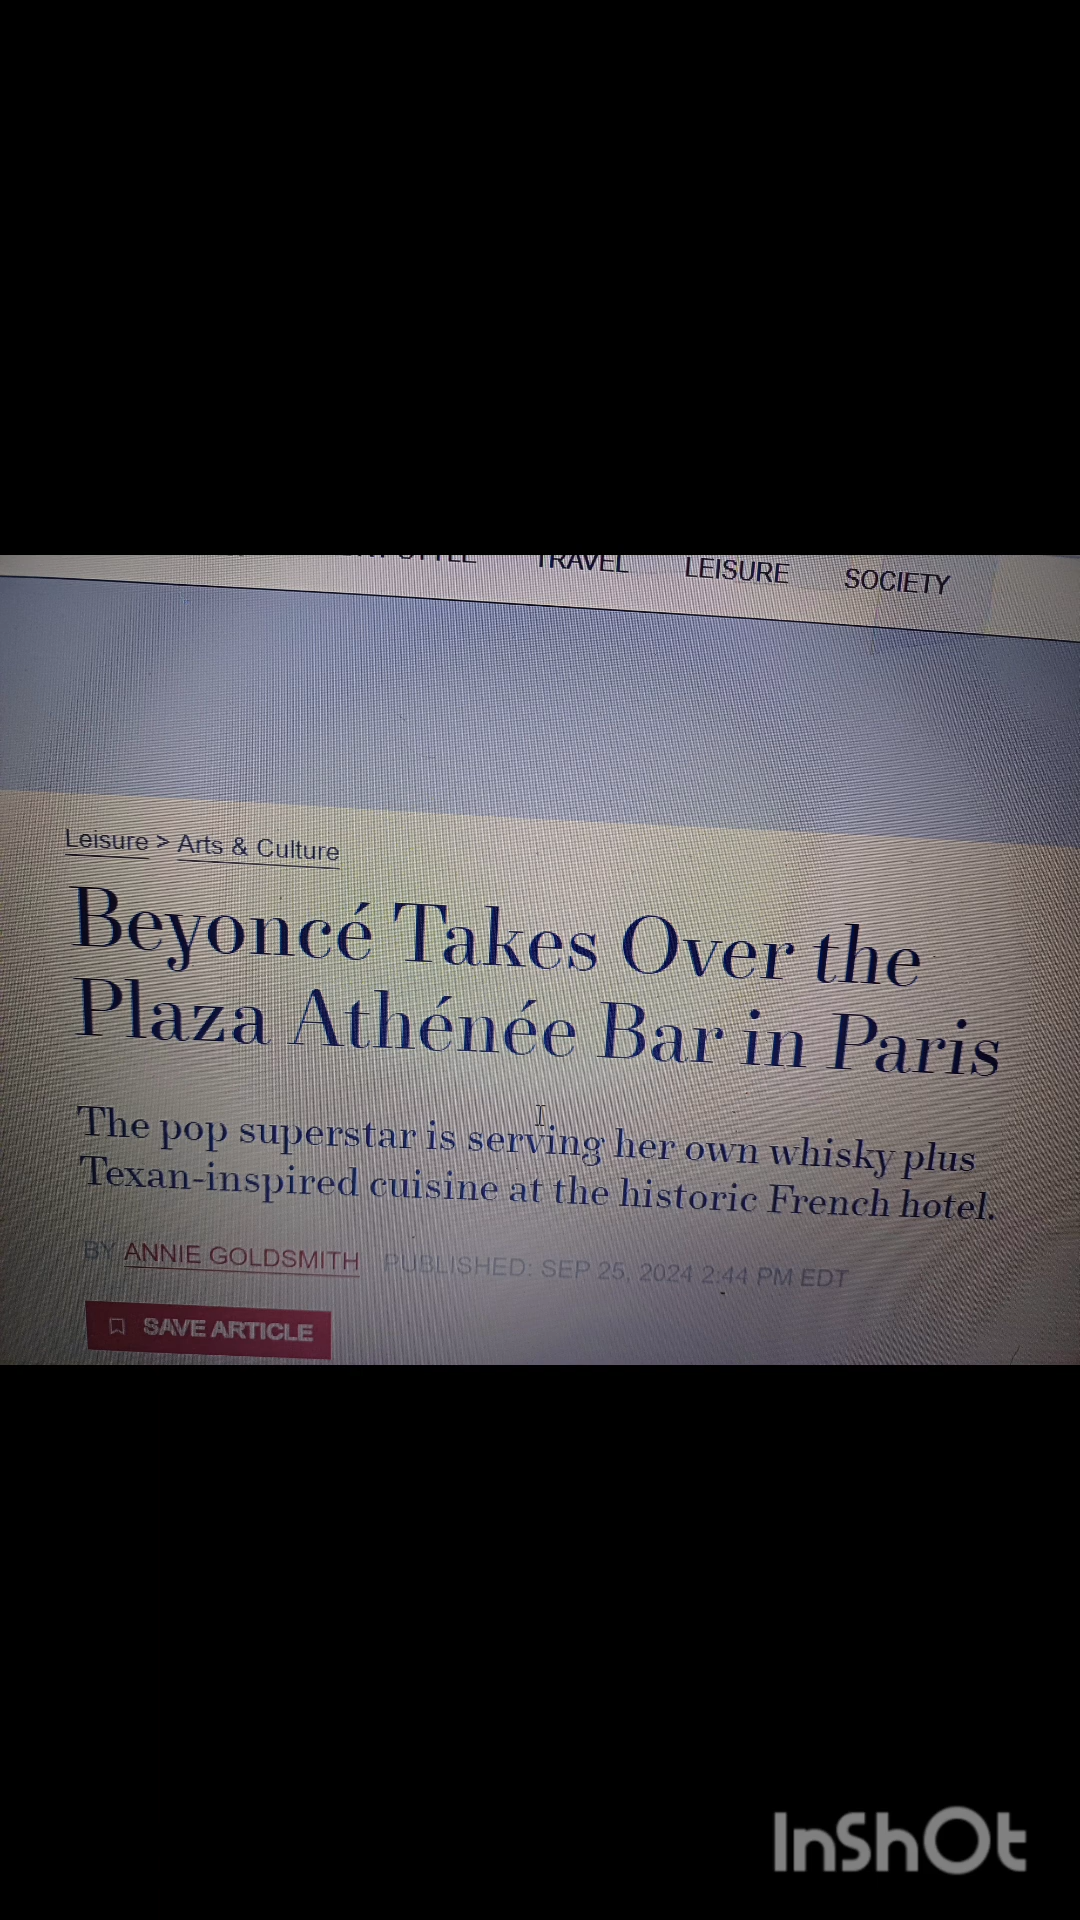 TRAVEL LEISURE SOCIETY
Leisure > Arts & Culture
Beyoncé Takes Over the
Plaza Athénée Bar in Paris
The pop superstar is serving her own whisky plus
Texan-inspired cuisine at the historic French hotel.
BY ANNIE GOLDSMITH PUBLISHED: SEP 25, 2024 2:44 PM EDT
SAVE ARTICLE
InShOt